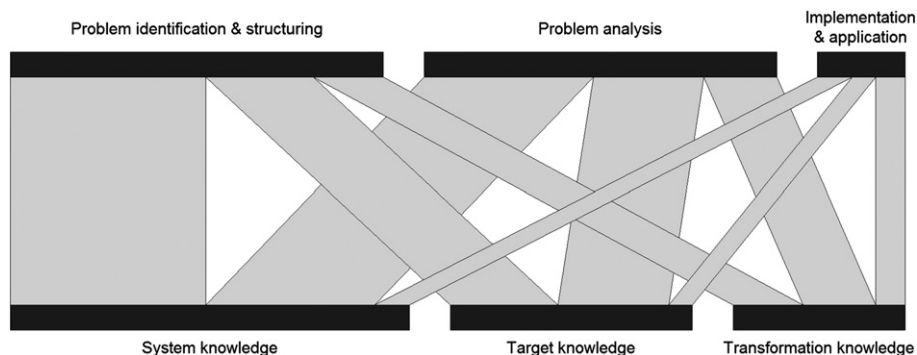 Problem identification & structuring
Problem analysis
Implementation
& application
System knowledge
Target knowledge
Transformation knowledge